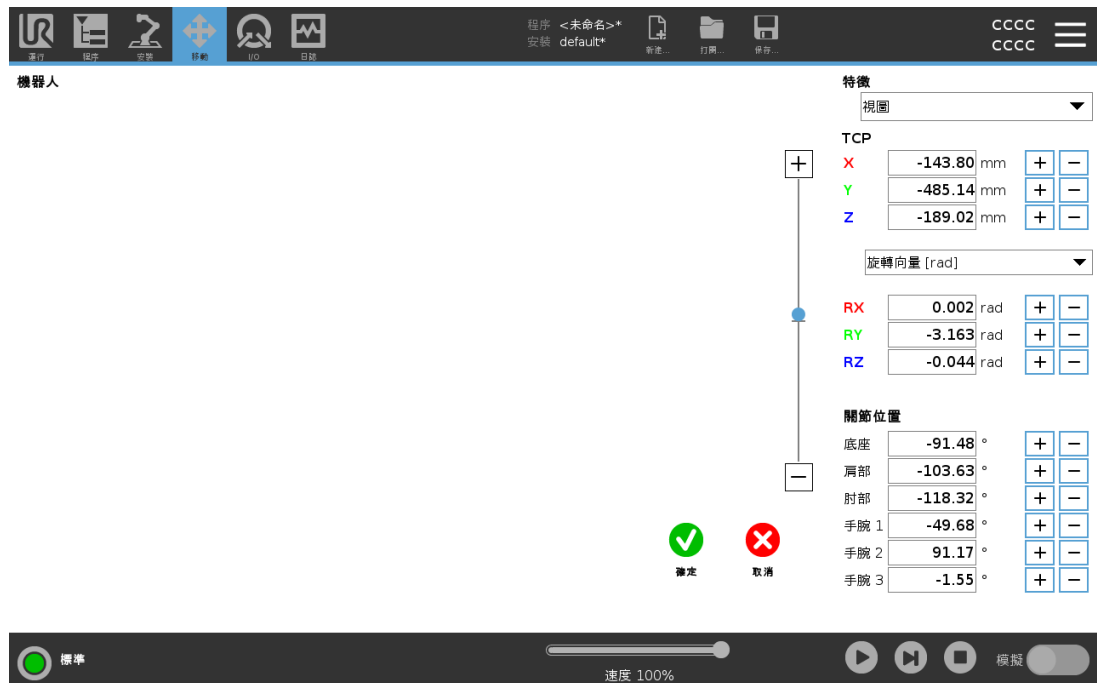 程序 <未命名>*
安裝 default*
CCCC
CCCC
運行 程序 安裝 移動 I/O 日誌
新建... 打開... 保存...
機器人
特徵
視圖
TCP
X -143.80 mm + −
Y -485.14 mm + −
Z -189.02 mm + −
旋轉向量 [rad]
RX 0.002 rad + −
RY -3.163 rad + −
RZ -0.044 rad + −
關節位置
底座 -91.48 ° + −
肩部 -103.63 ° + −
肘部 -118.32 ° + −
手腕 1 -49.68 ° + −
手腕 2 91.17 ° + −
手腕 3 -1.55 ° + −
確定 取消
標準
速度 100%
模擬